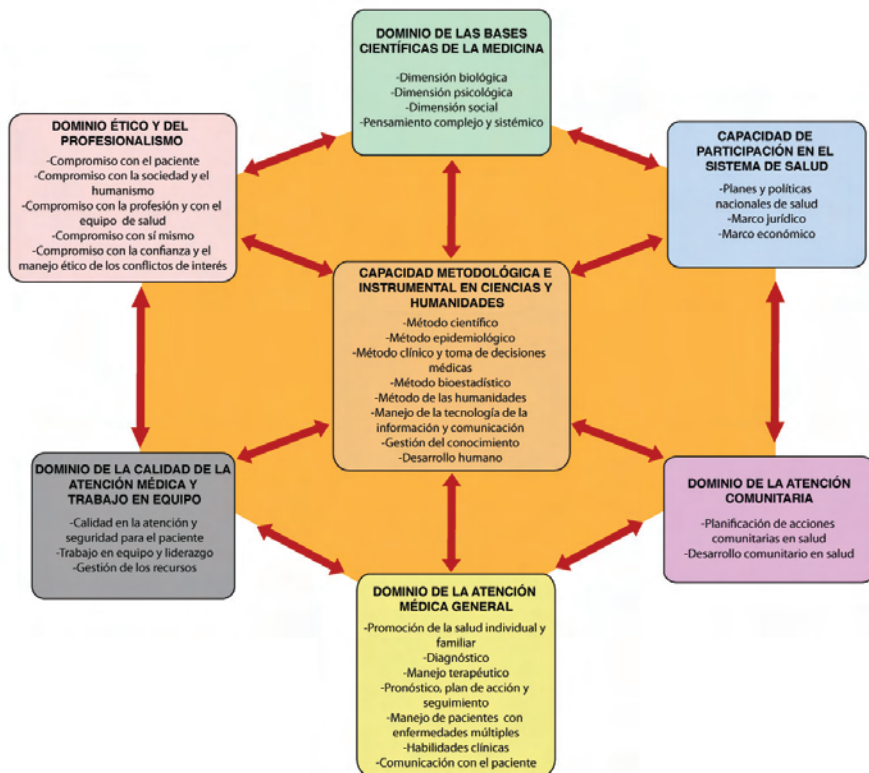 DOMINIO DE LAS BASES
CIENTÍFICAS DE LA MEDICINA
-Dimensión biológica
-Dimensión psicológica
-Dimensión social
-Pensamiento complejo y sistémico
DOMINIO ÉTICO Y DEL
PROFESIONALISMO
-Compromiso con el paciente
-Compromiso con la sociedad y el
humanismo
-Compromiso con la profesión y con el
equipo de salud
-Compromiso con sí mismo
-Compromiso con la confianza y el
manejo ético de los conflictos de interés
CAPACIDAD DE
PARTICIPACIÓN EN EL
SISTEMA DE SALUD
-Planes y políticas
nacionales de salud
-Marco jurídico
-Marco económico
CAPACIDAD METODOLÓGICA E
INSTRUMENTAL EN CIENCIAS Y
HUMANIDADES
-Método científico
-Método epidemiológico
-Método clínico y toma de decisiones
médicas
-Método bioestadístico
-Método de las humanidades
-Manejo de la tecnología de la
información y comunicación
-Gestión del conocimiento
-Desarrollo humano
DOMINIO DE LA CALIDAD DE LA
ATENCIÓN MÉDICA Y
TRABAJO EN EQUIPO
-Calidad en la atención y
seguridad para el paciente
-Trabajo en equipo y liderazgo
-Gestión de los recursos
DOMINIO DE LA ATENCIÓN
COMUNITARIA
-Planificación de acciones
comunitarias en salud
-Desarrollo comunitario en salud
DOMINIO DE LA ATENCIÓN
MÉDICA GENERAL
-Promoción de la salud individual y
familiar
-Diagnóstico
-Manejo terapéutico
-Pronóstico, plan de acción y
seguimiento
-Manejo de pacientes con
enfermedades múltiples
-Habilidades clínicas
-Comunicación con el paciente